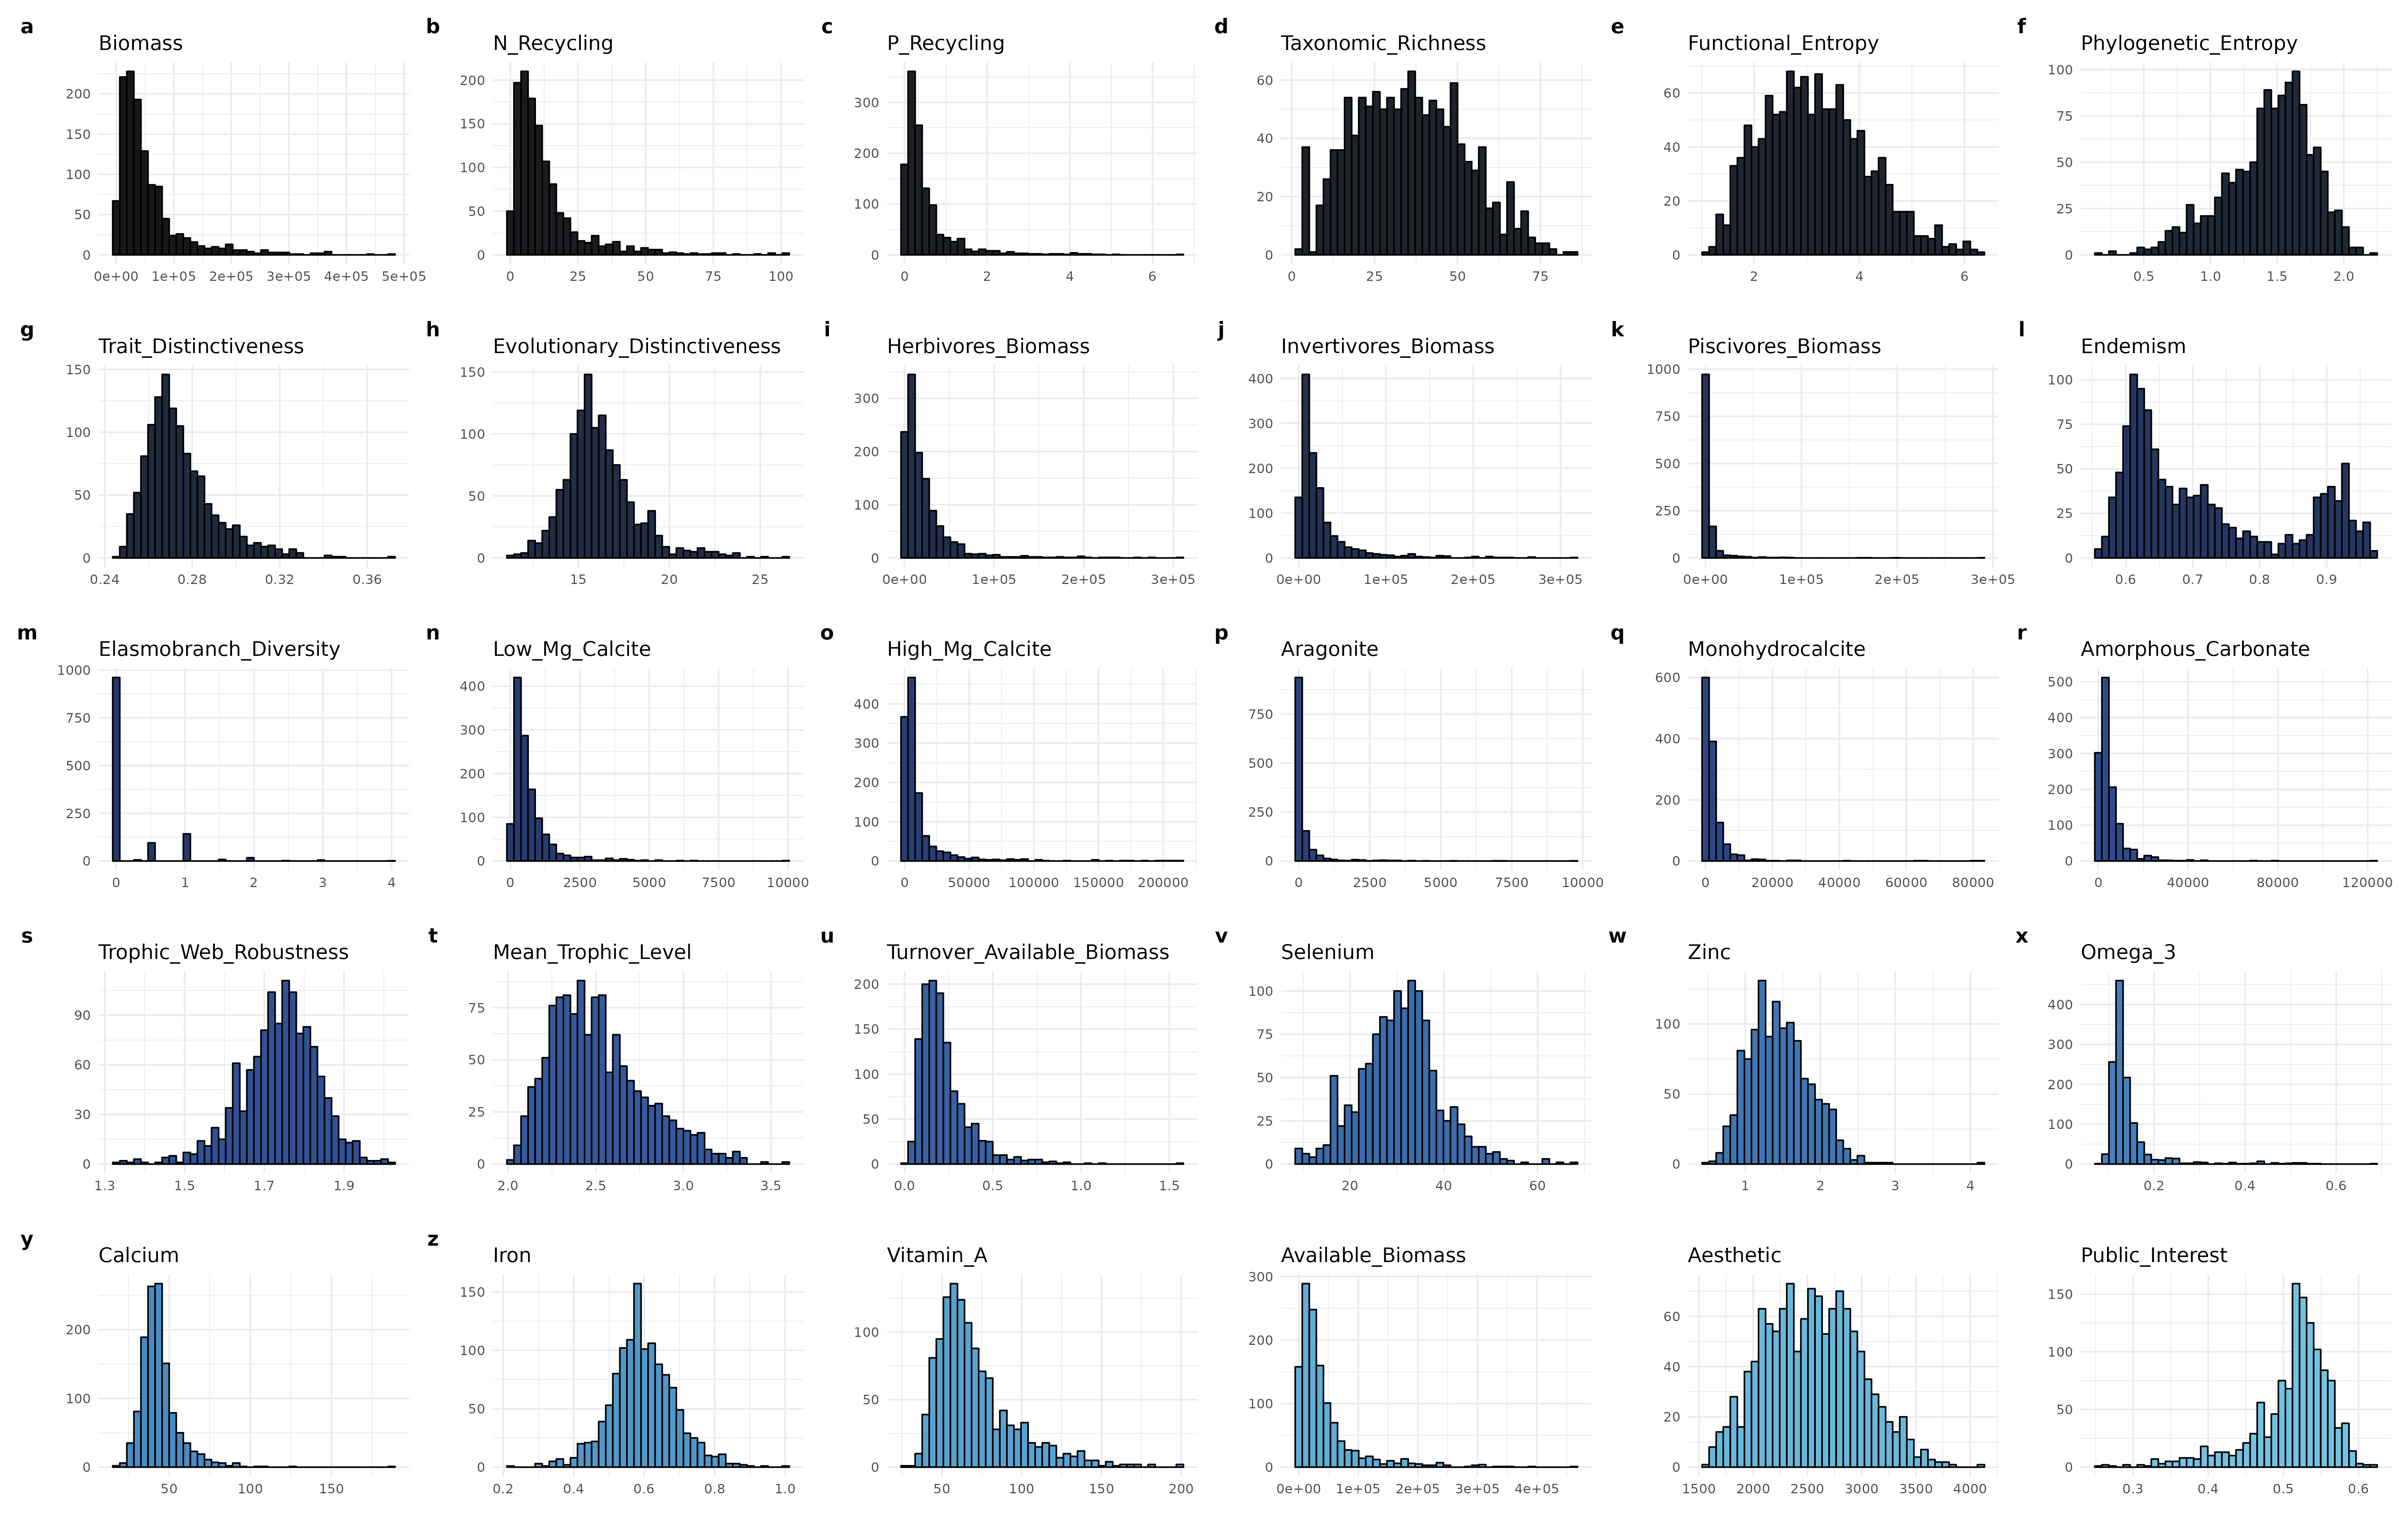 a b c d e f
Biomass N_Recycling P_Recycling Taxonomic_Richness Functional_Entropy Phylogenetic_Entropy
200 150 100 50 0
0e+00 1e+05 2e+05 3e+05 4e+05 5e+05
200 150 100 50 0
0 25 50 75 100
300 200 100 0
0 2 4 6
60 40 20 0
25 50 75
60 40 20 0
2 4 6
100 75 50 25 0
0.5 1.0 1.5 2.0
g h i j k l
Trait_Distinctiveness Evolutionary_Distinctiveness Herbivores_Biomass Invertivores_Biomass Piscivores_Biomass Endemism
150 100 50 0
0.24 0.28 0.32 0.36
150 100 50 0
15 20 25
300 200 100 0
0e+00 1e+05 2e+05 3e+05
400 300 200 100 0
0e+00 1e+05 2e+05 3e+05
1000 750 500 250 0
0e+00 1e+05 2e+05 3e+05
100 75 50 25 0
0.6 0.7 0.8 0.9
m n o p q r
Elasmobranch_Diversity Low_Mg_Calcite High_Mg_Calcite Aragonite Monohydrocalcite Amorphous_Carbonate
1000 750 500 250 0
0 1 2 3 4
400 300 200 100 0
0 2500 5000 7500 10000
400 300 200 100 0
0 50000 100000 150000 200000
750 500 250 0
0 2500 5000 7500 10000
600 400 200 0
0 20000 40000 60000 80000
500 400 300 200 100 0
0 40000 80000 120000
s t u v w x
Trophic_Web_Robustness Mean_Trophic_Level Turnover_Available_Biomass Selenium Zinc Omega_3
90 60 30 0
1.3 1.5 1.7 1.9
75 50 25 0
2.0 2.5 3.0 3.5
200 150 100 50 0
0.0 0.5 1.0 1.5
100 75 50 25 0
20 40 60
100 50 0
1 2 3 4
400 300 200 100 0
0.2 0.4 0.6
y z
Calcium Iron Vitamin_A Available_Biomass Aesthetic Public_Interest
200 100 0
50 100 150
150 100 50 0
0.2 0.4 0.6 0.8 1.0
100 50 0
50 100 150 200
300 200 100 0
0e+00 1e+05 2e+05 3e+05 4e+05
60 40 20 0
1500 2000 2500 3000 3500 4000
150 100 50 0
0.3 0.4 0.5 0.6